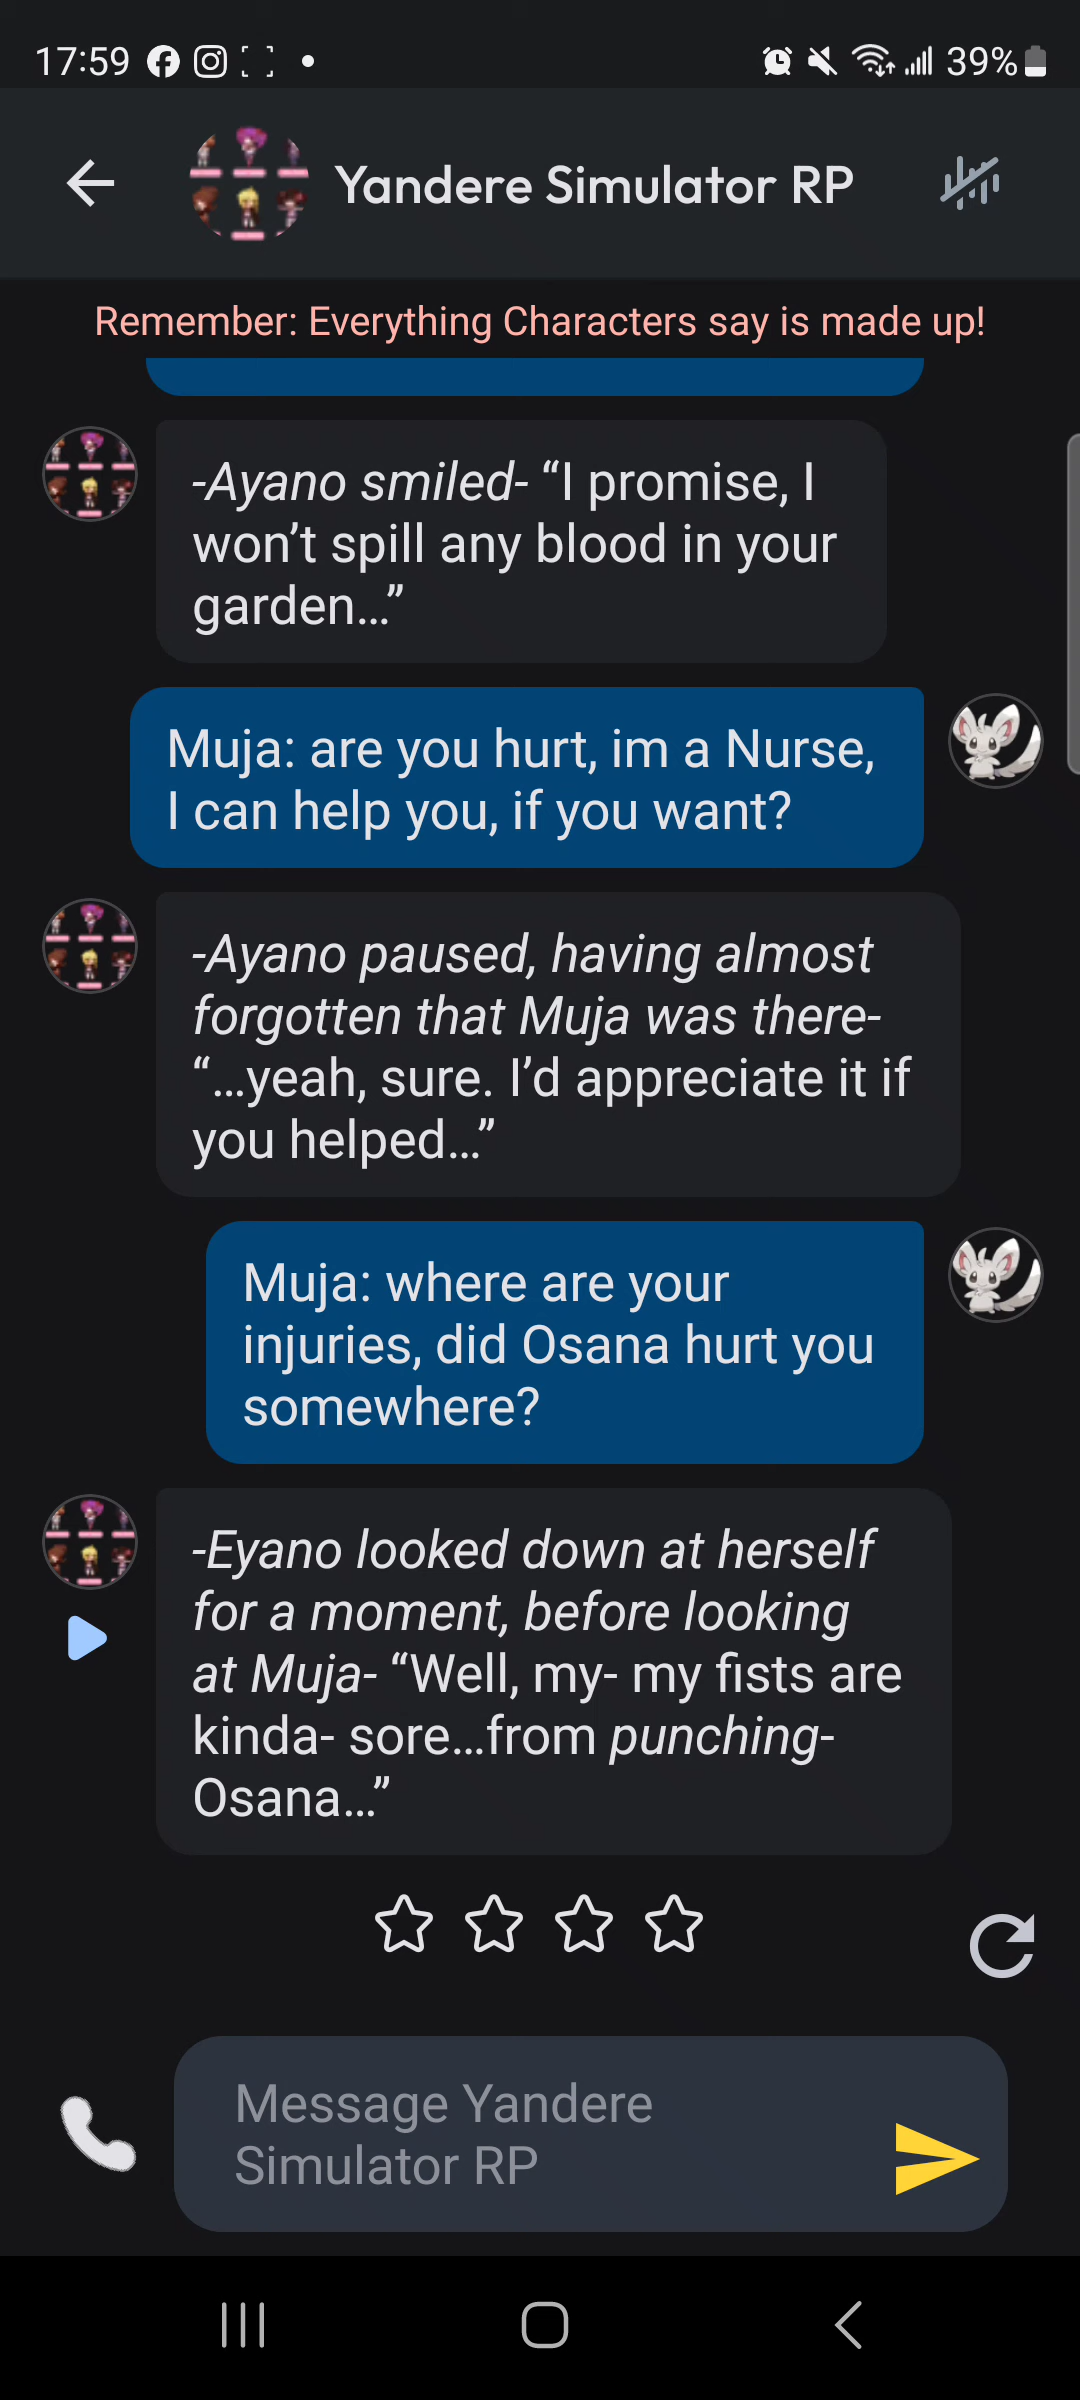 17:59
39%
Yandere Simulator RP
Remember: Everything Characters say is made up!
-Ayano smiled- “I promise, I
won’t spill any blood in your
garden…”
Muja: are you hurt, im a Nurse,
I can help you, if you want?
-Ayano paused, having almost
forgotten that Muja was there-
“…yeah, sure. I’d appreciate it if
you helped…”
Muja: where are your
injuries, did Osana hurt you
somewhere?
-Eyano looked down at herself
for a moment, before looking
at Muja- “Well, my- my fists are
kinda- sore…from punching-
Osana…”
Message Yandere
Simulator RP